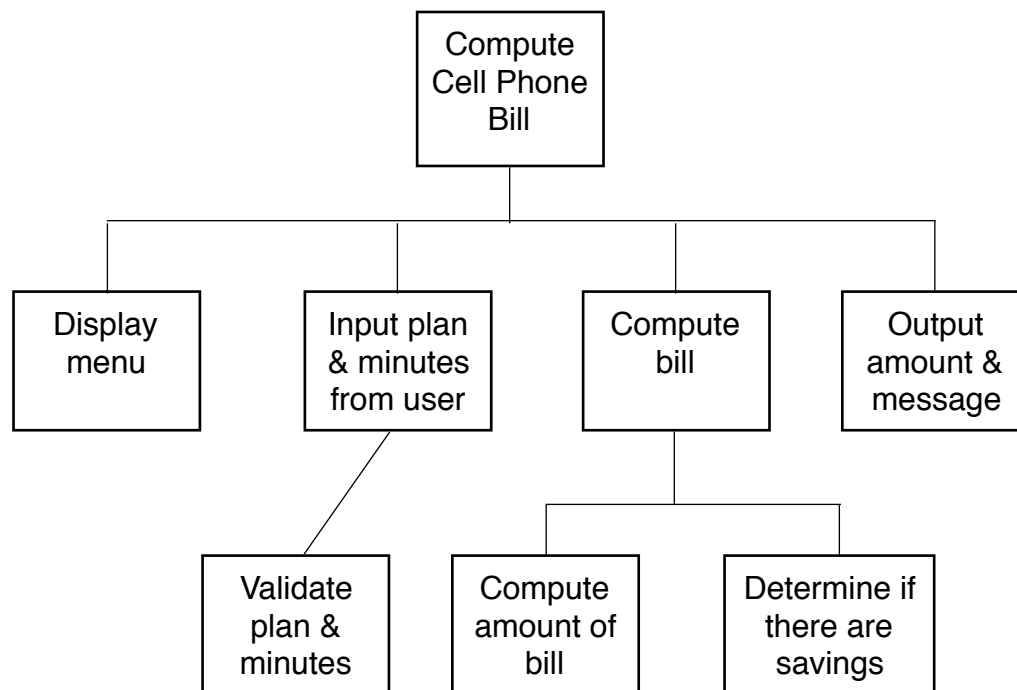 Compute
Cell Phone
Bill
Display
menu
Input plan
& minutes
from user
Compute
bill
Output
amount &
message
Validate
plan &
minutes
Compute
amount of
bill
Determine if
there are
savings